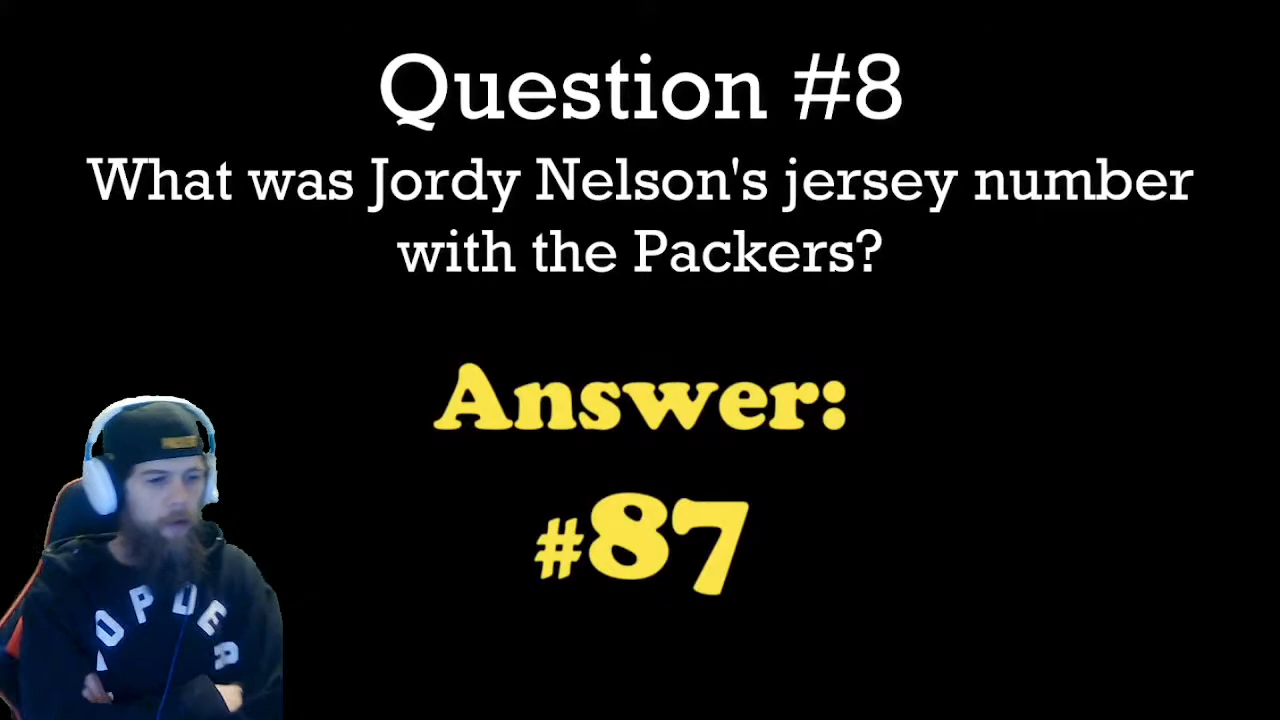 Question #8
What was Jordy Nelson's jersey number
with the Packers?
Answer:
#87